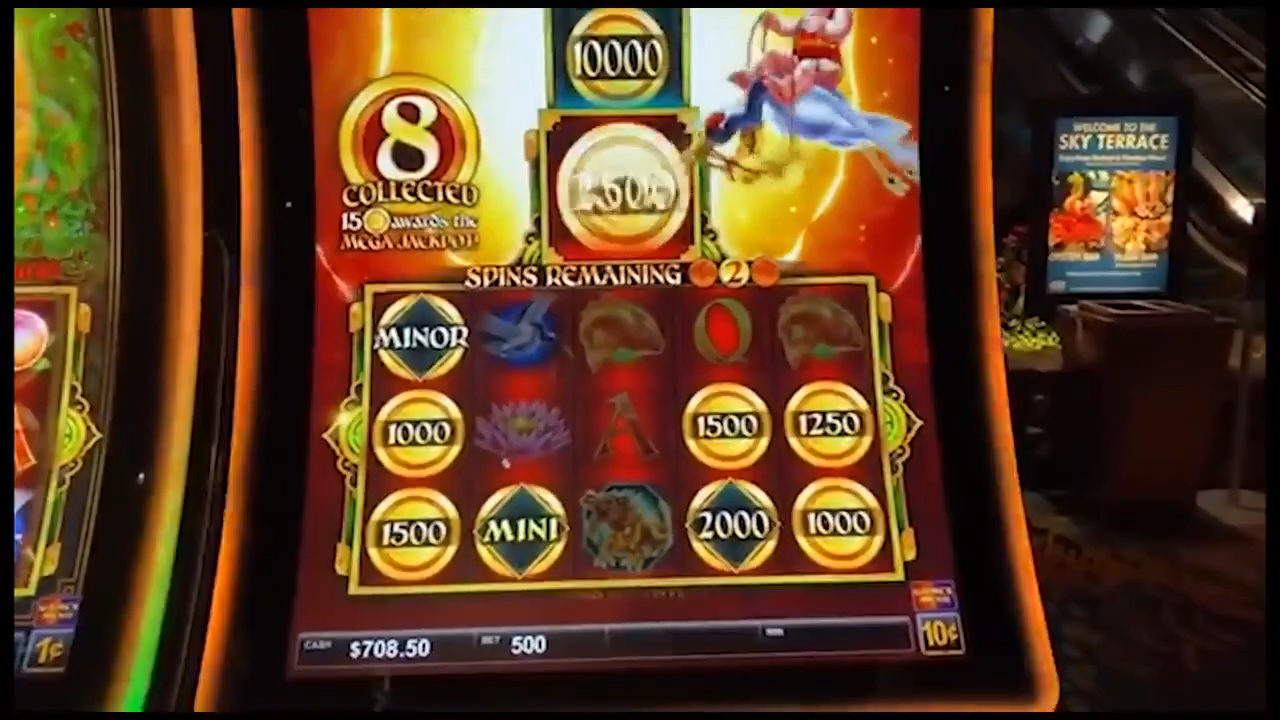 10000
8
COLLECTED
15 awards the
MEGA JACKPOT!
SPINS REMAINING 2
MINOR Q
1000 A 1500 1250
1500 MINI 2000 1000
CASH $708.50 BET 500
10¢
1¢
WELCOME TO THE
SKY TERRACE